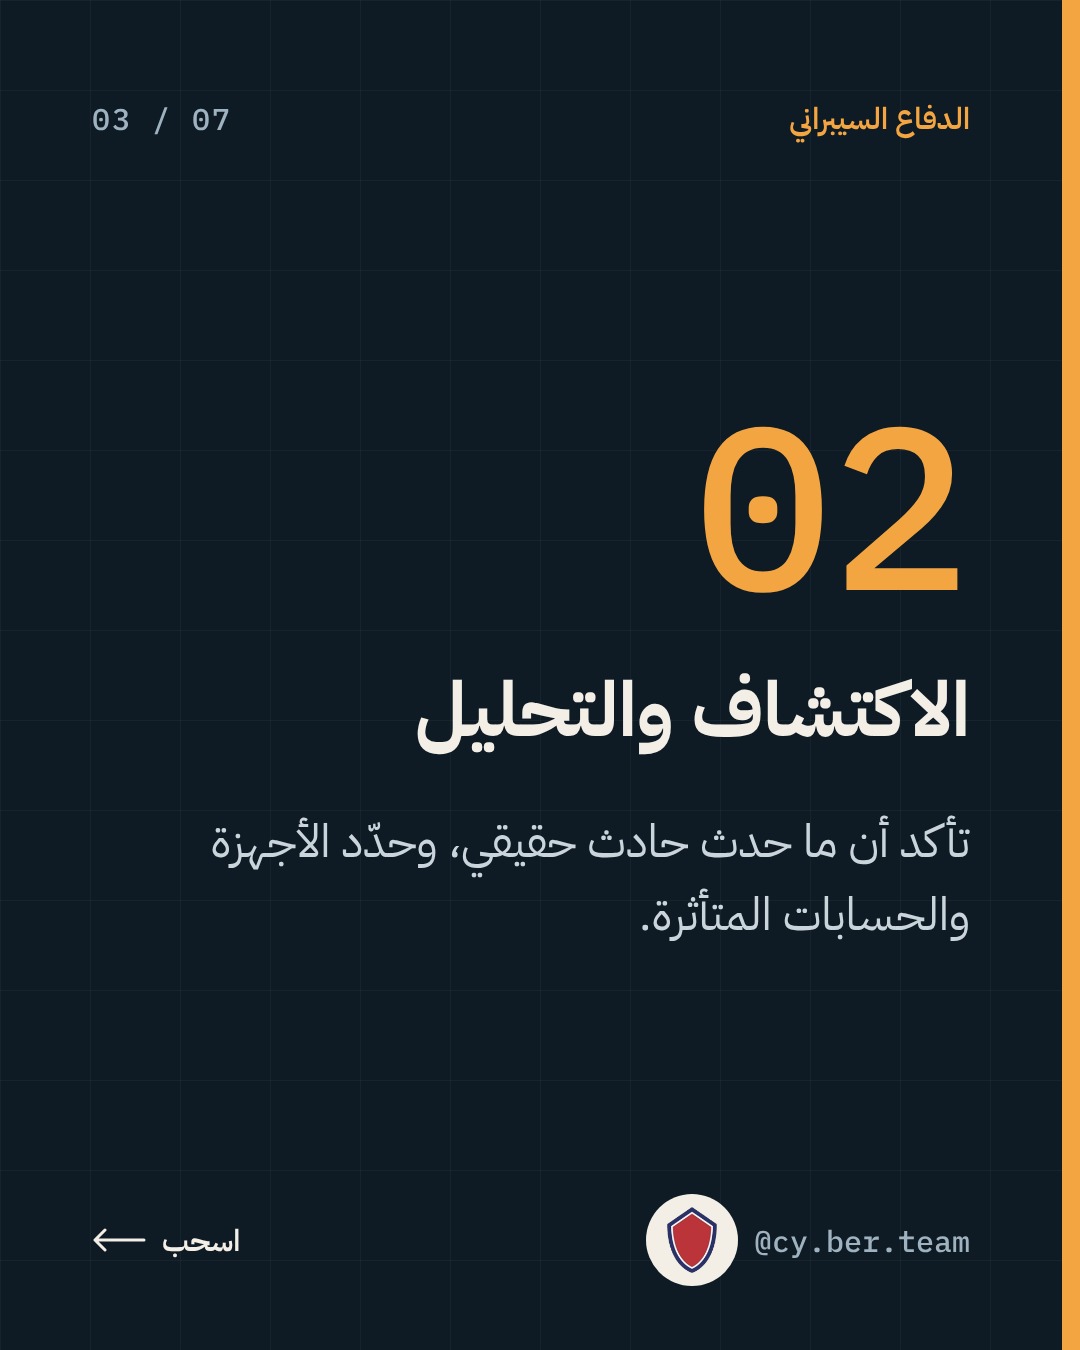 الدفاع السيبراني
03 / 07
02
الاكتشاف والتحليل
تأكد أن ما حدث حادث حقيقي، وحدّد الأجهزة
والحسابات المتأثرة.
@cy.ber.team
اسحب ←